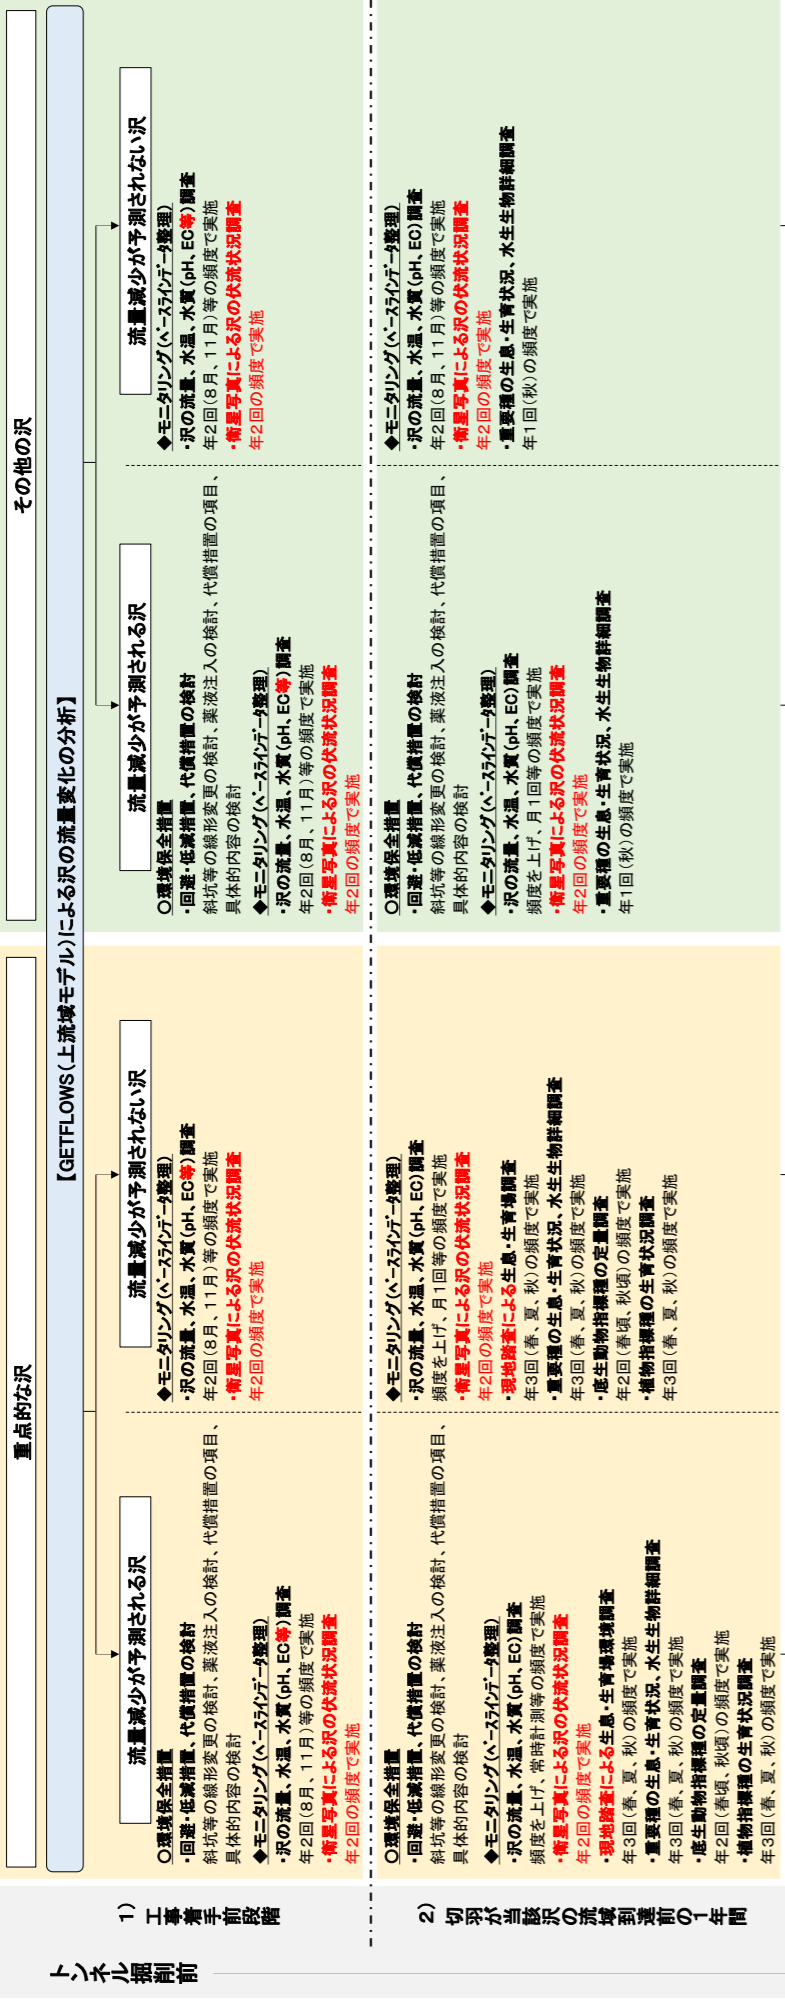 トンネル掘削前
重点的な沢
その他の沢
【GETFLOWS(上流域モデル)による沢の流量変化の分析】
1) 工事着手前段階
流量減少が予測される沢
〇環境保全措置
・回避・低減措置、代償措置の検討
斜坑等の線形変更の検討、薬液注入の検討、代償措置の項目、
具体的内容の検討
◆モニタリング(ベースラインデータ整理)
・沢の流量、水温、水質(pH、EC等)調査
年2回(8月、11月)等の頻度で実施
・衛星写真による沢の伏流状況調査
年2回の頻度で実施
流量減少が予測されない沢
◆モニタリング(ベースラインデータ整理)
・沢の流量、水温、水質(pH、EC等)調査
年2回(8月、11月)等の頻度で実施
・衛星写真による沢の伏流状況調査
年2回の頻度で実施
流量減少が予測される沢
〇環境保全措置
・回避・低減措置、代償措置の検討
斜坑等の線形変更の検討、薬液注入の検討、代償措置の項目、
具体的内容の検討
◆モニタリング(ベースラインデータ整理)
・沢の流量、水温、水質(pH、EC等)調査
年2回(8月、11月)等の頻度で実施
・衛星写真による沢の伏流状況調査
年2回の頻度で実施
流量減少が予測されない沢
◆モニタリング(ベースラインデータ整理)
・沢の流量、水温、水質(pH、EC等)調査
年2回(8月、11月)等の頻度で実施
・衛星写真による沢の伏流状況調査
年2回の頻度で実施
2) 切羽が当該沢の流域到達前の1年間
〇環境保全措置
・回避・低減措置、代償措置の検討
斜坑等の線形変更の検討、薬液注入の検討、代償措置の項目、
具体的内容の検討
◆モニタリング(ベースラインデータ整理)
・沢の流量、水温、水質(pH、EC)調査
頻度を上げ、常時計測等の頻度で実施
・衛星写真による沢の伏流状況調査
年2回の頻度で実施
・現地踏査による生息・生育場環境調査
年3回(春、夏、秋)の頻度で実施
・重要種の生息・生育状況、水生生物詳細調査
年3回(春、夏、秋)の頻度で実施
・底生動物指標種の定量調査
年2回(春頃、秋頃)の頻度で実施
・植物指標種の生育状況調査
年3回(春、夏、秋)の頻度で実施
◆モニタリング(ベースラインデータ整理)
・沢の流量、水温、水質(pH、EC)調査
頻度を上げ、月1回等の頻度で実施
・衛星写真による沢の伏流状況調査
年2回の頻度で実施
・現地踏査による生息・生育場調査
年3回(春、夏、秋)の頻度で実施
・重要種の生息・生育状況、水生生物詳細調査
年3回(春、夏、秋)の頻度で実施
・底生動物指標種の定量調査
年2回(春頃、秋頃)の頻度で実施
・植物指標種の生育状況調査
年3回(春、夏、秋)の頻度で実施
〇環境保全措置
・回避・低減措置、代償措置の検討
斜坑等の線形変更の検討、薬液注入の検討、代償措置の項目、
具体的内容の検討
◆モニタリング(ベースラインデータ整理)
・沢の流量、水温、水質(pH、EC)調査
頻度を上げ、月1回等の頻度で実施
・衛星写真による沢の伏流状況調査
年2回の頻度で実施
・重要種の生息・生育状況、水生生物詳細調査
年1回(秋)の頻度で実施
◆モニタリング(ベースラインデータ整理)
・沢の流量、水温、水質(pH、EC)調査
年2回(8月、11月)等の頻度で実施
・衛星写真による沢の伏流状況調査
年2回の頻度で実施
・重要種の生息・生育状況、水生生物詳細調査
年1回(秋)の頻度で実施